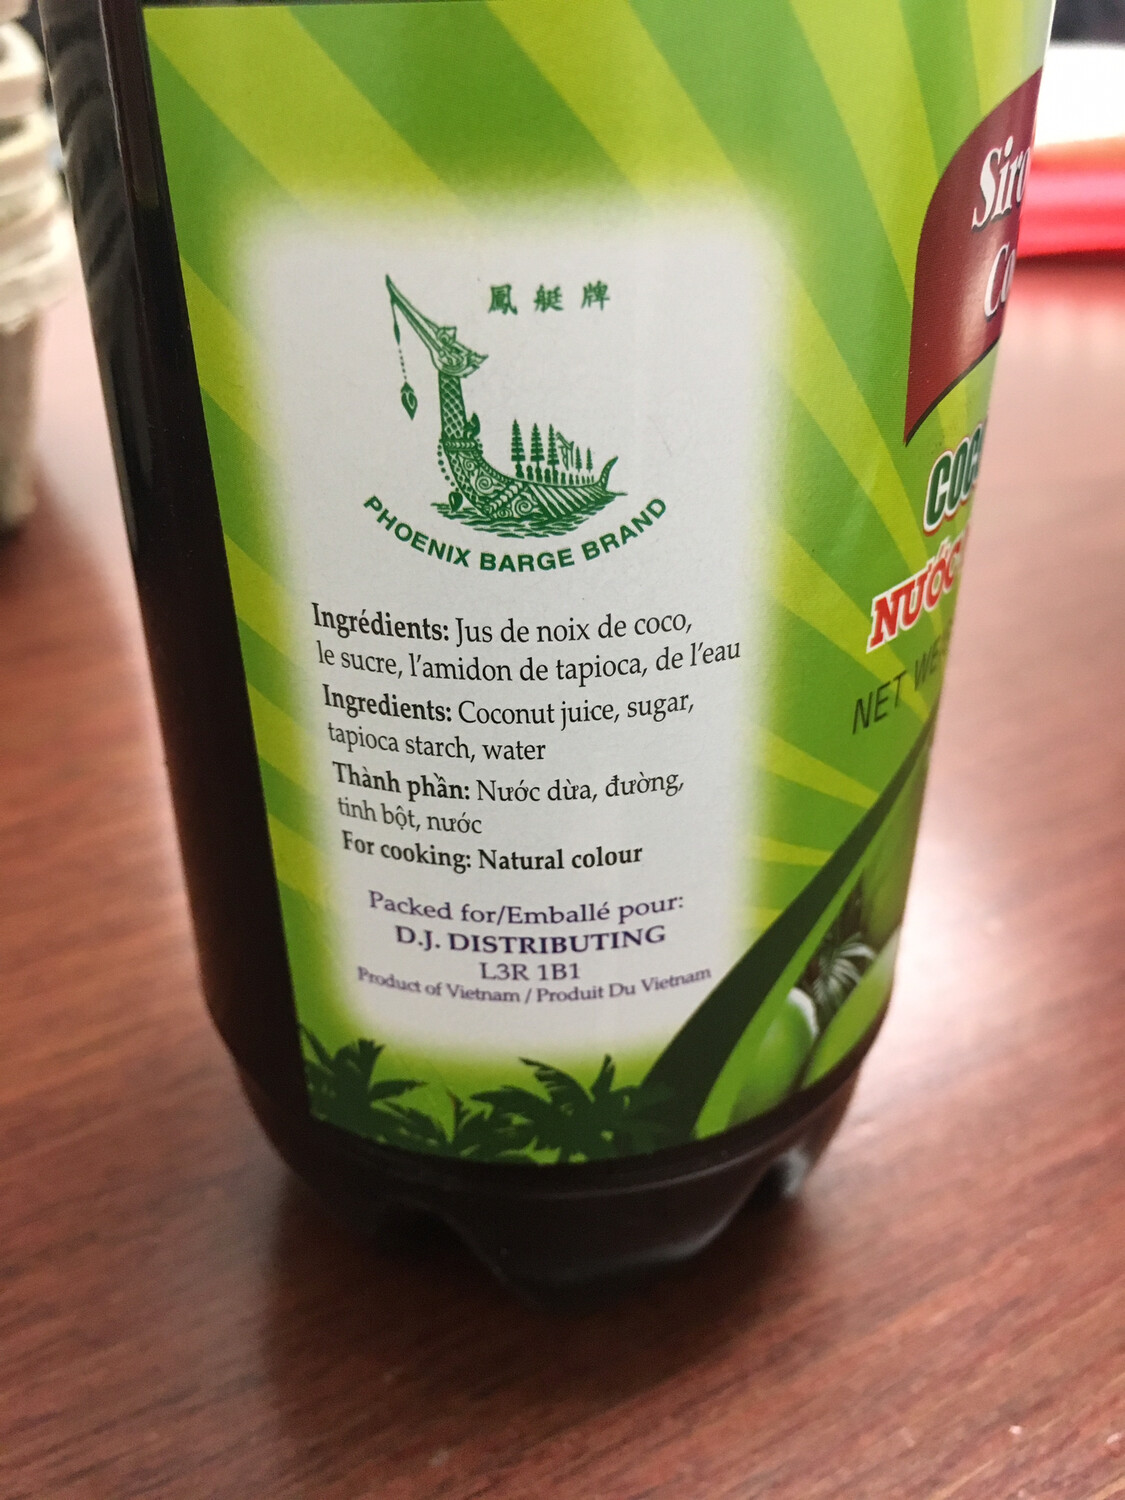 鳳艇牌
PHOENIX BARGE BRAND
Ingrédients: Jus de noix de coco,
le sucre, l'amidon de tapioca, de l'eau
Ingredients: Coconut juice, sugar,
tapioca starch, water
Thành phần: Nước dừa, đường,
tinh bột, nước
For cooking: Natural colour
Packed for/Emballé pour:
D.J. DISTRIBUTING
L3R 1B1
Product of Vietnam / Produit Du Vietnam
NƯỚC
NET